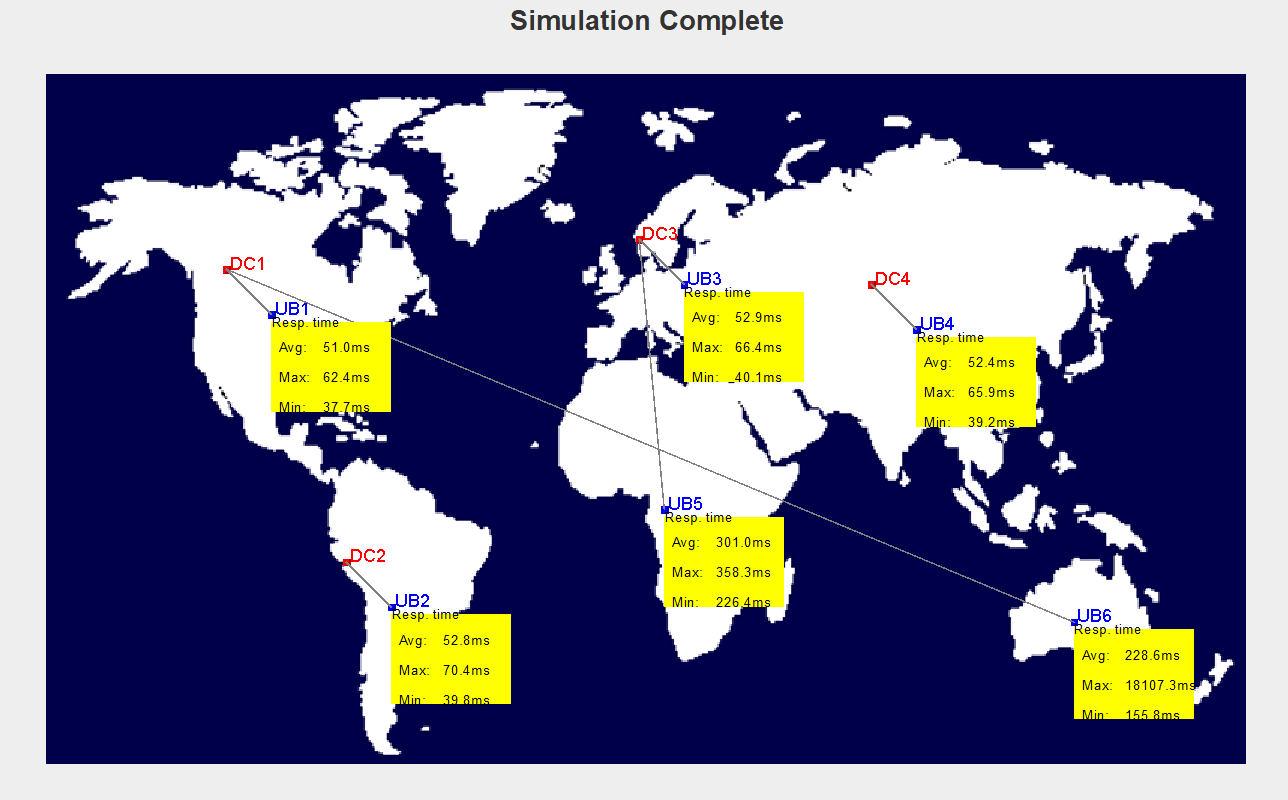 Simulation Complete
DC1
UB1
Resp. time
Avg: 51.0ms
Max: 62.4ms
Min: 37.7ms
DC2
UB2
Resp. time
Avg: 52.8ms
Max: 70.4ms
Min: 39.8ms
DC3
UB3
Resp. time
Avg: 52.9ms
Max: 66.4ms
Min: 40.1ms
DC4
UB4
Resp. time
Avg: 52.4ms
Max: 65.9ms
Min: 39.2ms
UB5
Resp. time
Avg: 301.0ms
Max: 358.3ms
Min: 226.4ms
UB6
Resp. time
Avg: 228.6ms
Max: 18107.3ms
Min: 155.8ms